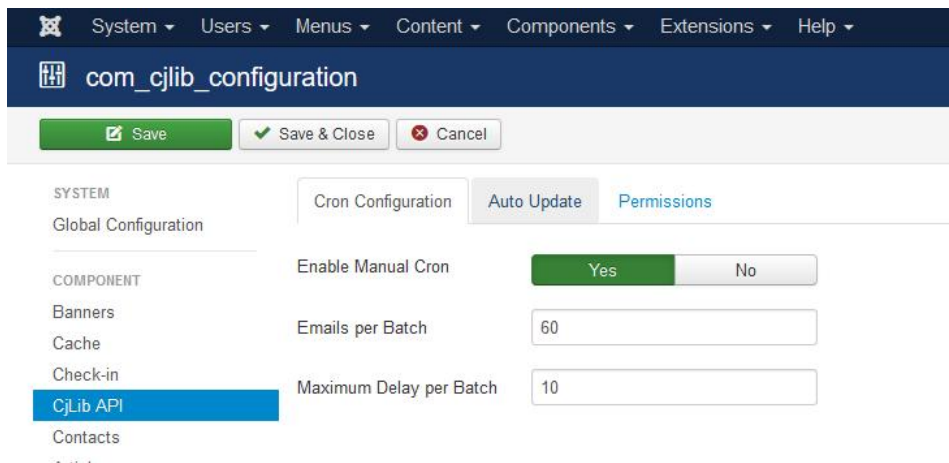 System Users Menus Content Components Extensions Help
com_cjlib_configuration
Save Save & Close Cancel
SYSTEM
Global Configuration
COMPONENT
Banners
Cache
Check-in
CjLib API
Contacts
Cron Configuration Auto Update Permissions
Enable Manual Cron Yes No
Emails per Batch 60
Maximum Delay per Batch 10